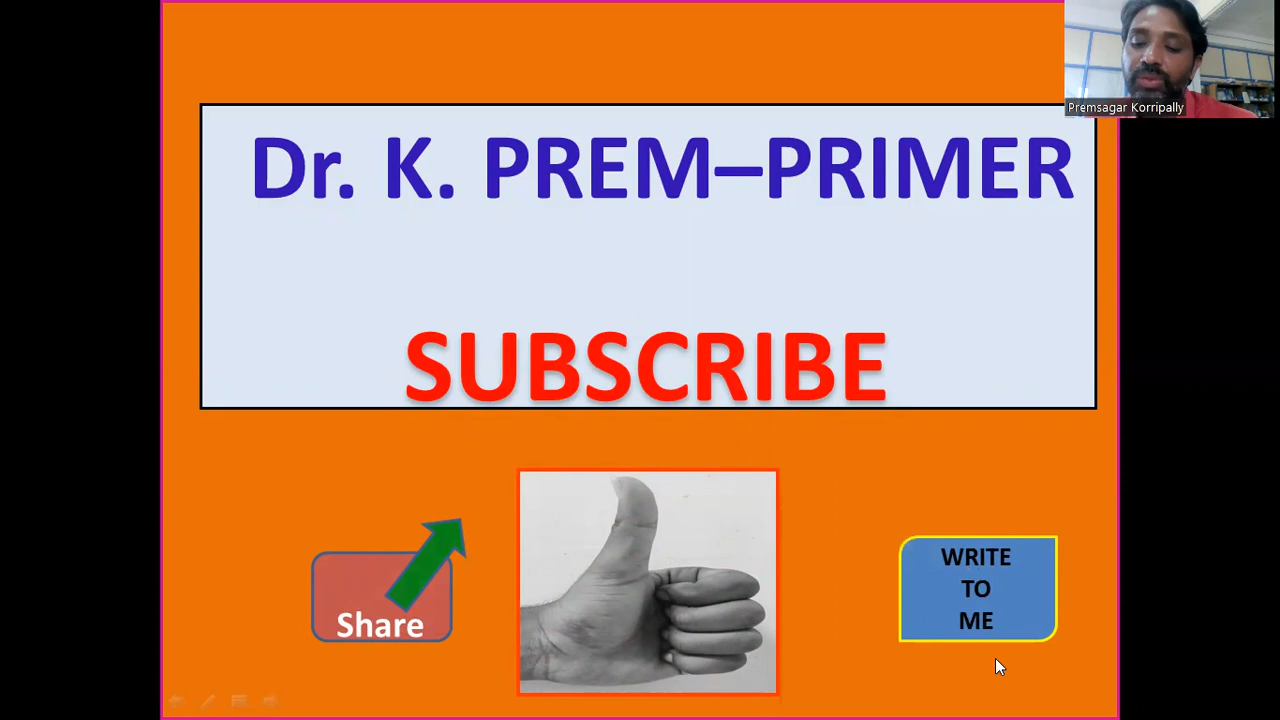 Premsagar Korripally
Dr. K. PREM–PRIMER
SUBSCRIBE
Share
WRITE
TO
ME